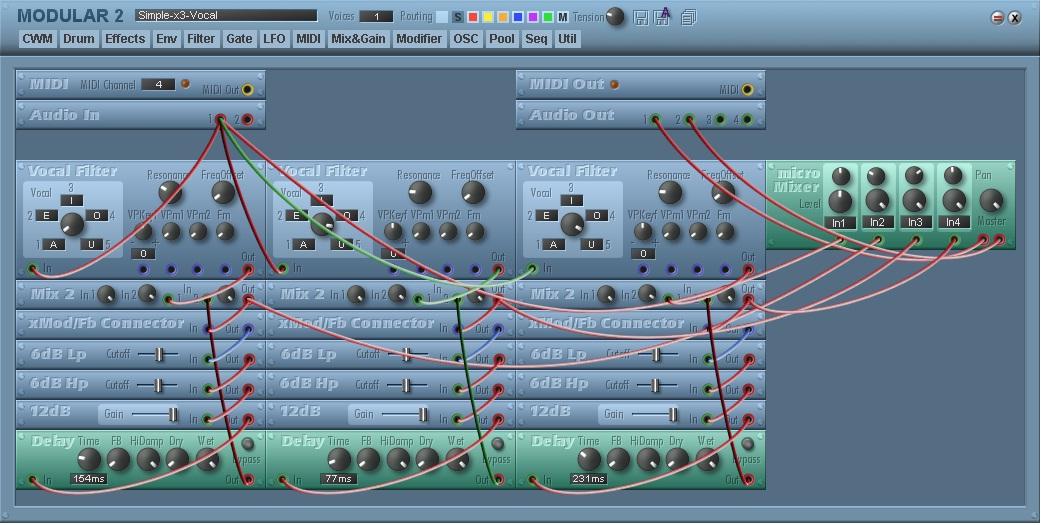 MODULAR 2 Simple-x3-Vocal Voices 1 Routing S M Tension A X
CWM Drum Effects Env Filter Gate LFO MIDI Mix&Gain Modifier OSC Pool Seq Util
MIDI MIDI Channel 4 MIDI Out
MIDI Out MIDI
Audio In 1 2
Audio Out 1 2 3 4
Vocal Filter Resonance FreqOffset
Vocal 3
I
2 E O 4
1 A U 5
VPKeyf VPm1 VPm2 Fm
- +
0
In Out
Vocal Filter Resonance FreqOffset
Vocal 3
I
2 E O 4
1 A U 5
VPKeyf VPm1 VPm2 Fm
0
In Out
Vocal Filter Resonance FreqOffset
Vocal 3
I
2 E O 4
1 A U 5
VPKeyf VPm1 VPm2 Fm
- +
0
In Out
micro Mixer Pan
Level Master
In1 In2 In3 In4
Mix 2 In 1 In 2 Out
Mix 2 In 1 In 2 Out
Mix 2 In 1 In 2 Out
xMod/Fb Connector In Out
xMod/Fb Connector In Out
xMod/Fb Connector In Out
6dB Lp Cutoff In Out
6dB Lp Cutoff In Out
6dB Lp Cutoff In Out
6dB Hp Cutoff In Out
6dB Hp Cutoff In Out
6dB Hp Cutoff In Out
12dB Gain In Out
12dB Gain In Out
12dB Gain In Out
Delay Time FB HiDamp Dry Wet
Bypass
In 154ms Out
Delay Time FB HiDamp Dry Wet
Bypass
In 77ms Out
Delay Time FB HiDamp Dry Wet
Bypass
In 231ms Out